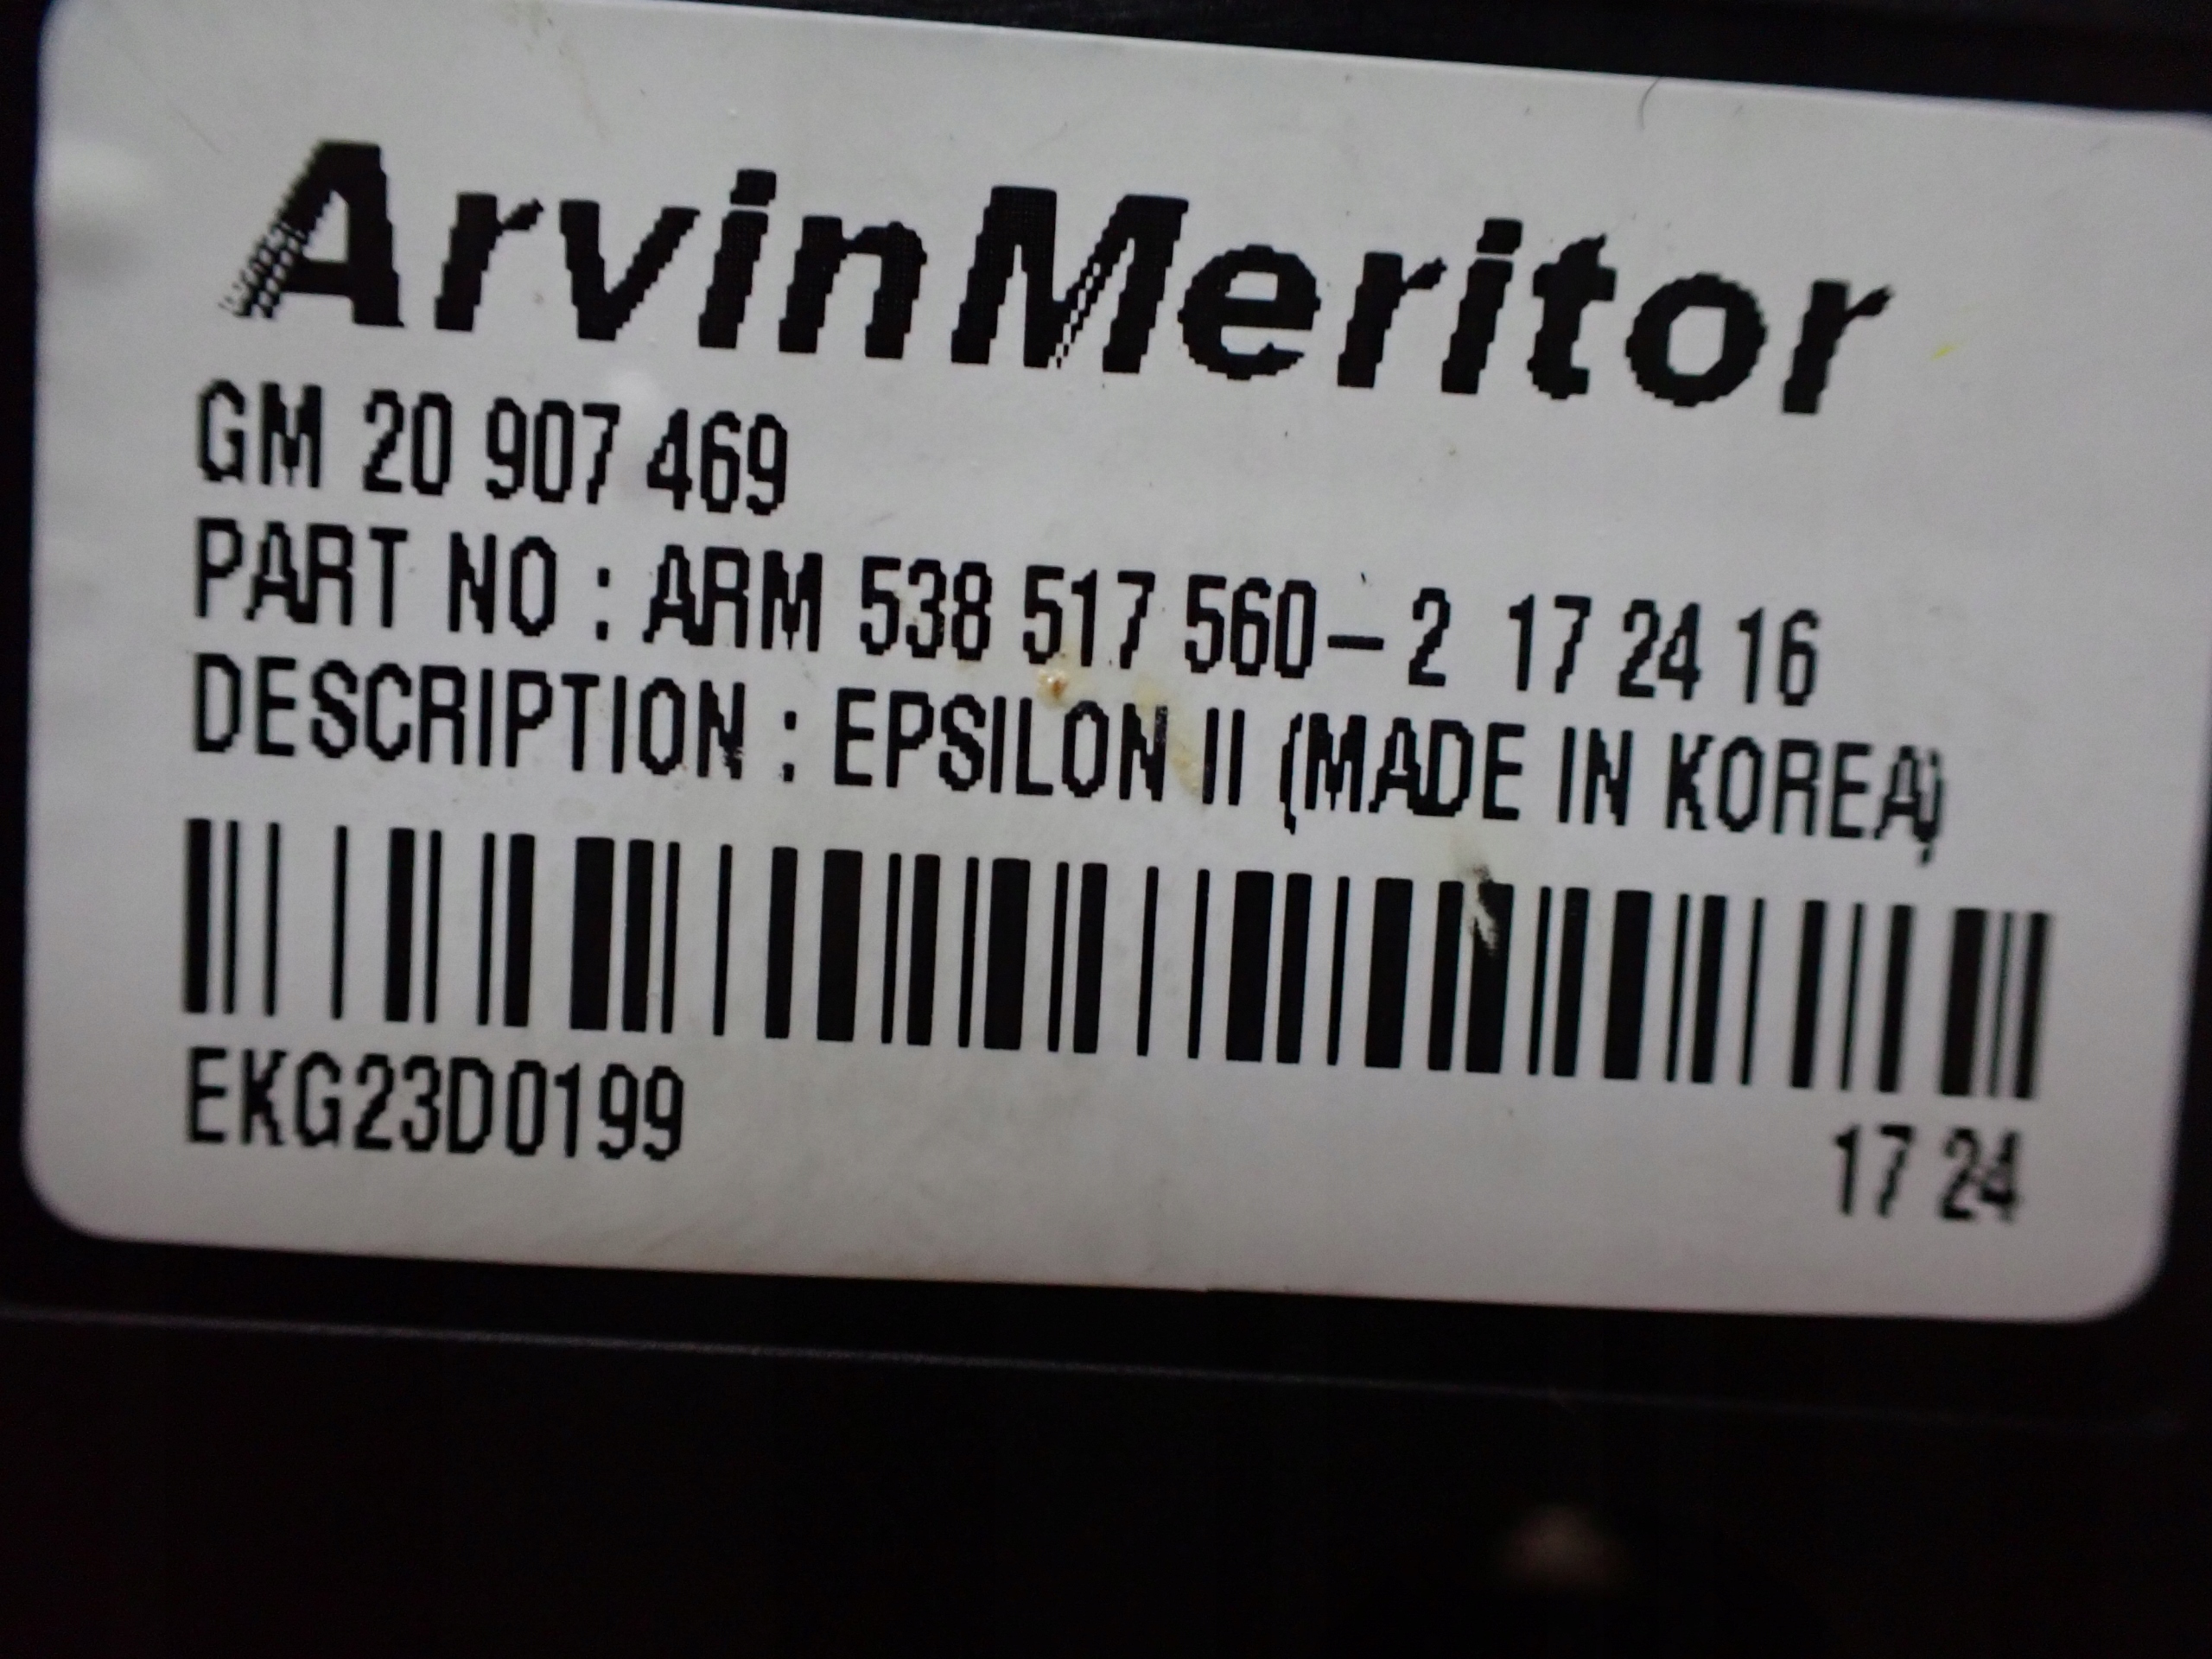 ArvinMeritor
GM 20 907 469
PART NO : ARM 538 517 560-2 17 24 16
DESCRIPTION : EPSILON II (MADE IN KOREA)
EKG23D0199
17 24